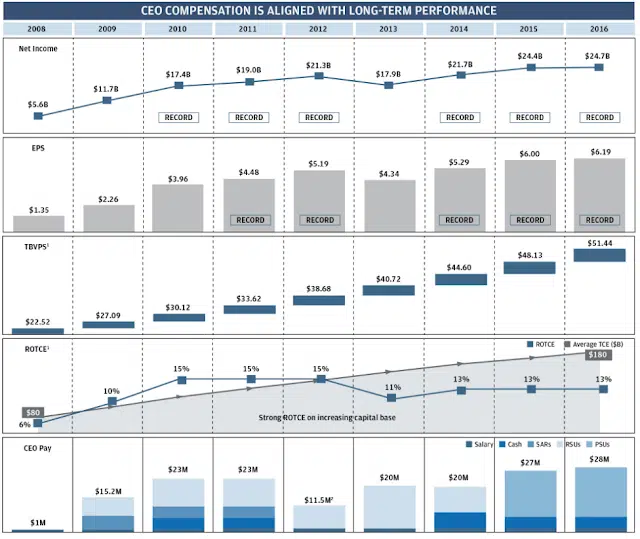 CEO COMPENSATION IS ALIGNED WITH LONG-TERM PERFORMANCE
2008 2009 2010 2011 2012 2013 2014 2015 2016
Net Income
$5.6B $11.7B $17.4B $19.0B $21.3B $17.9B $21.7B $24.4B $24.7B
RECORD RECORD RECORD RECORD RECORD RECORD
EPS
$1.35 $2.26 $3.96 $4.48 $5.19 $4.34 $5.29 $6.00 $6.19
RECORD RECORD RECORD RECORD RECORD
TBVPS¹
$22.52 $27.09 $30.12 $33.62 $38.68 $40.72 $44.60 $48.13 $51.44
ROTCE¹
ROTCE Average TCE ($B)
$80 $180
6% 10% 15% 15% 15% 11% 13% 13% 13%
Strong ROTCE on increasing capital base
CEO Pay
Salary Cash SARs RSUs PSUs
$1M $15.2M $23M $23M $11.5M² $20M $20M $27M $28M